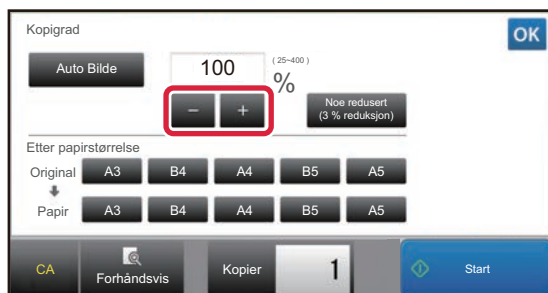 Kopigrad
OK
Auto Bilde
100
(25~400)
%
− +
Noe redusert
(3 % reduksjon)
Etter papirstørrelse
Original A3 B4 A4 B5 A5
Papir A3 B4 A4 B5 A5
CA
Forhåndsvis
Kopier 1
Start